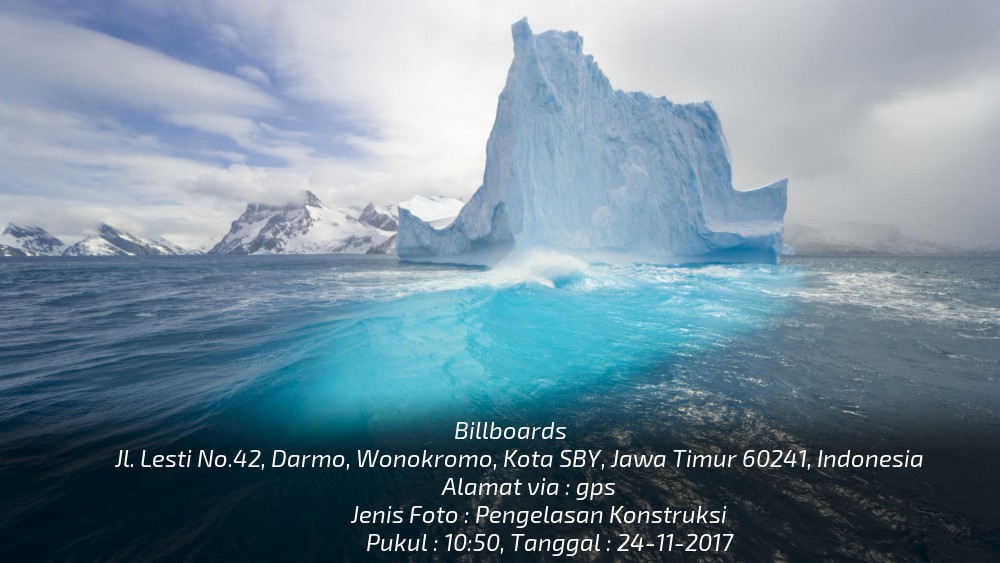 Billboards
Jl. Lesti No.42, Darmo, Wonokromo, Kota SBY, Jawa Timur 60241, Indonesia
Alamat via : gps
Jenis Foto : Pengelasan Konstruksi
Pukul : 10:50, Tanggal : 24-11-2017